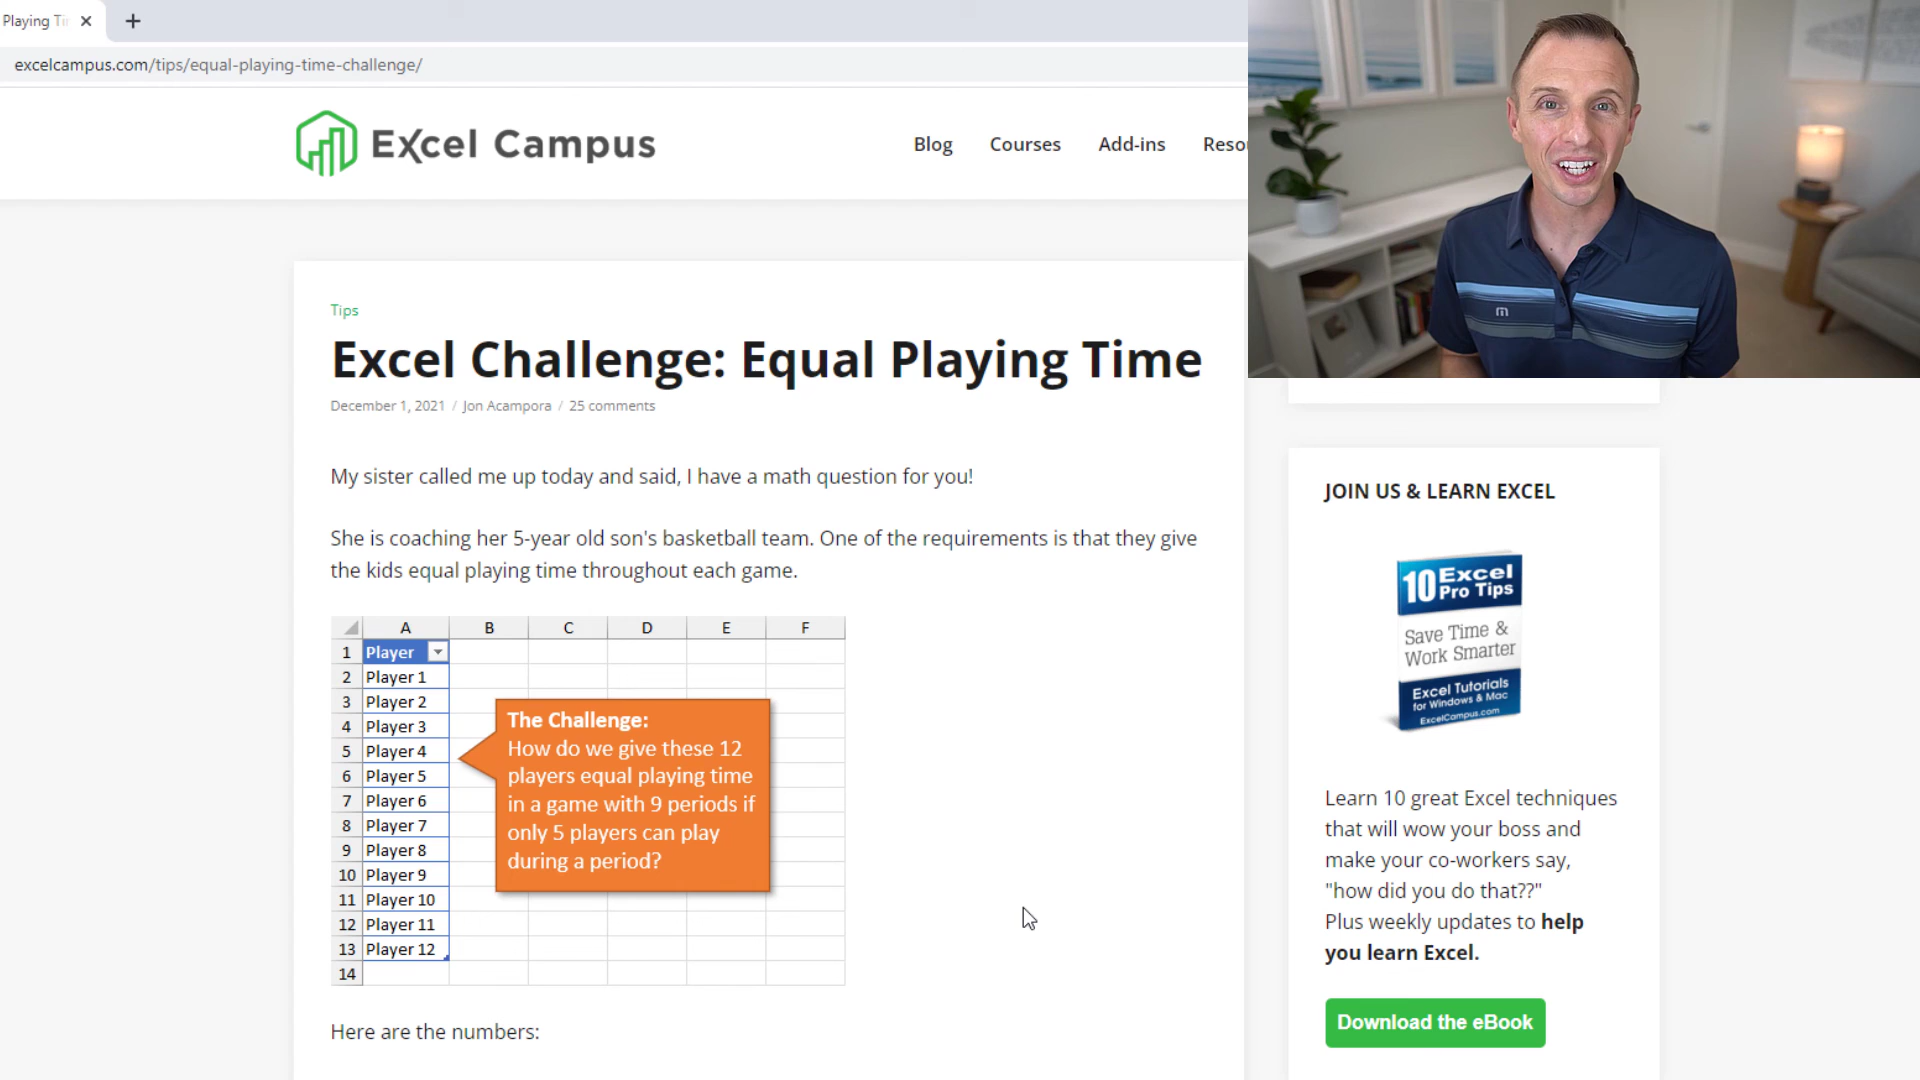 Playing Ti
excelcampus.com/tips/equal-playing-time-challenge/
Excel Campus
Blog Courses Add-ins Reso
Tips
Excel Challenge: Equal Playing Time
December 1, 2021 / Jon Acampora / 25 comments
My sister called me up today and said, I have a math question for you!
She is coaching her 5-year old son's basketball team. One of the requirements is that they give
the kids equal playing time throughout each game.
A B C D E F
1 Player
2 Player 1
3 Player 2
4 Player 3
5 Player 4
6 Player 5
7 Player 6
8 Player 7
9 Player 8
10 Player 9
11 Player 10
12 Player 11
13 Player 12
14
The Challenge:
How do we give these 12
players equal playing time
in a game with 9 periods if
only 5 players can play
during a period?
Here are the numbers:
JOIN US & LEARN EXCEL
10 Excel
Pro Tips
Save Time &
Work Smarter
Excel Tutorials
for Windows & Mac
ExcelCampus.com
Learn 10 great Excel techniques
that will wow your boss and
make your co-workers say,
"how did you do that??"
Plus weekly updates to help
you learn Excel.
Download the eBook